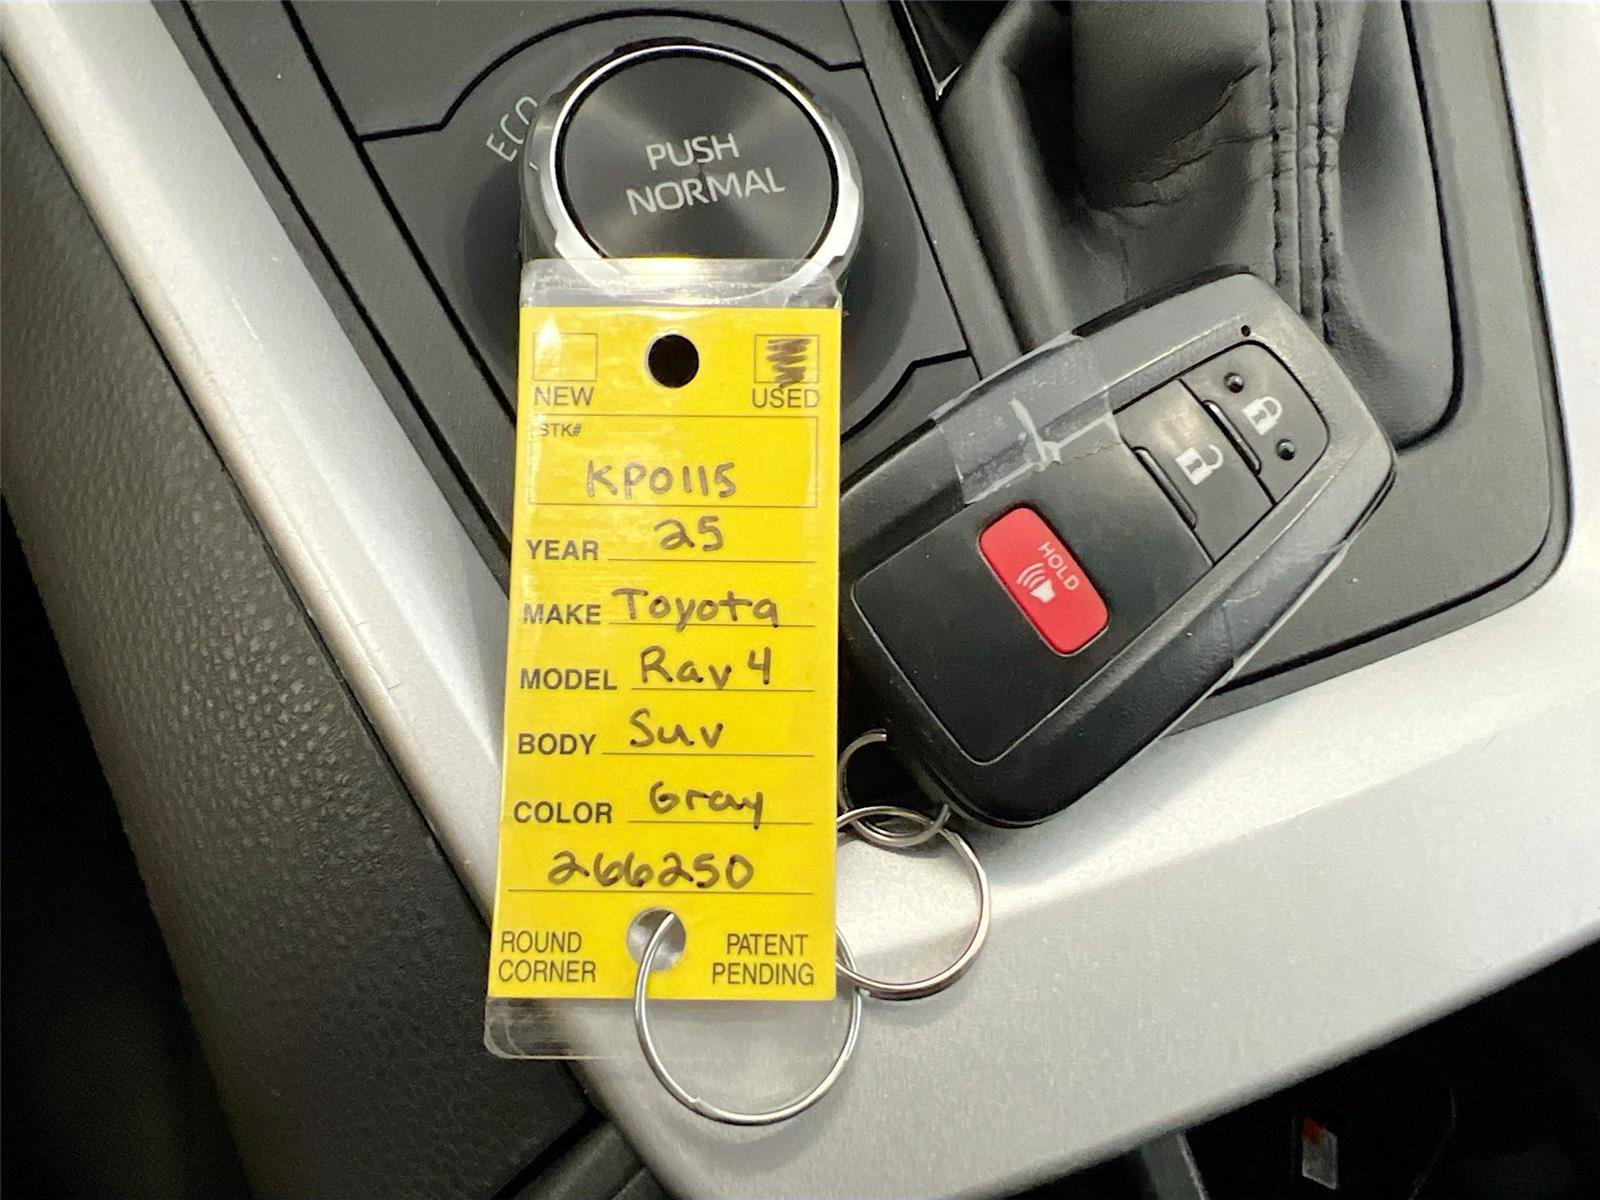 ECO
PUSH
NORMAL
NEW USED
STK#
KP0115
YEAR 25
MAKE Toyota
MODEL Rav 4
BODY Suv
COLOR Gray
266250
ROUND CORNER
PATENT PENDING
HOLD